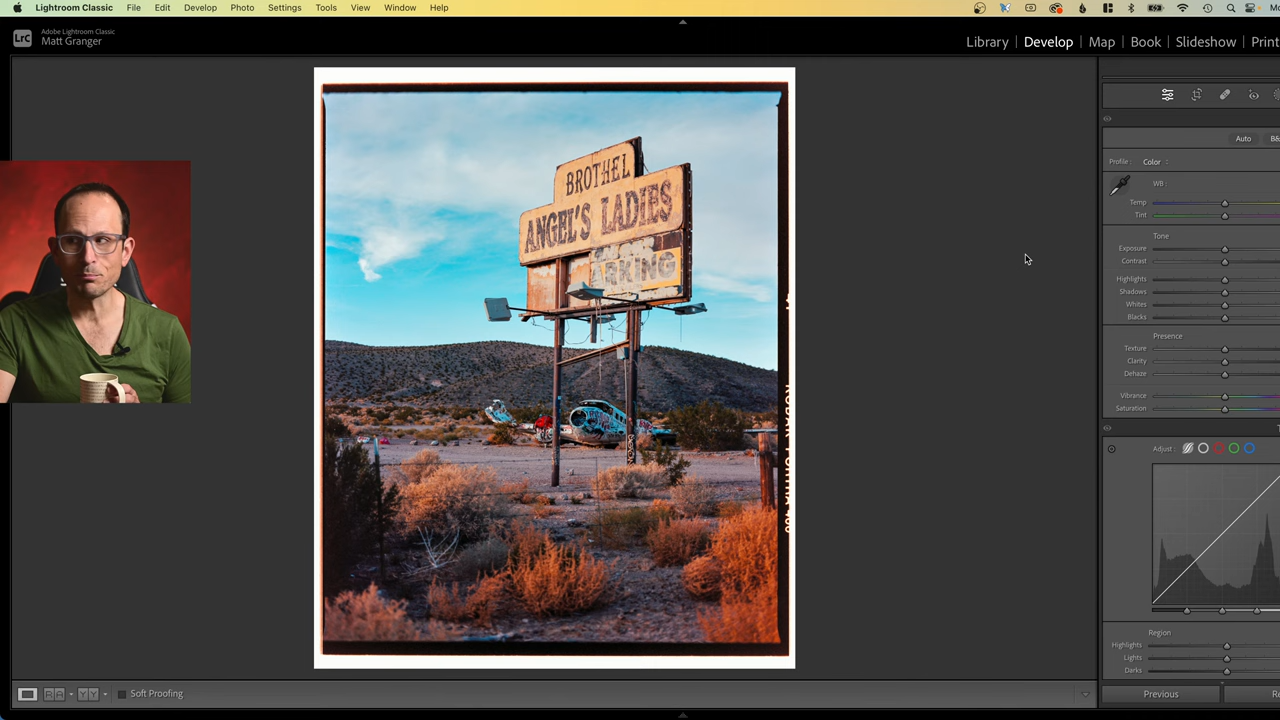 Lightroom Classic File Edit Develop Photo Settings Tools View Window Help
LrC
Adobe Lightroom Classic
Matt Granger
Library Develop Map Book Slideshow Print
BROTHEL
ANGEL'S LADIES
ARKING
Auto
Profile: Color
WB:
Temp
Tint
Tone
Exposure
Contrast
Highlights
Shadows
Whites
Blacks
Presence
Texture
Clarity
Dehaze
Vibrance
Saturation
Adjust:
Region
Highlights
Lights
Darks
Soft Proofing
Previous